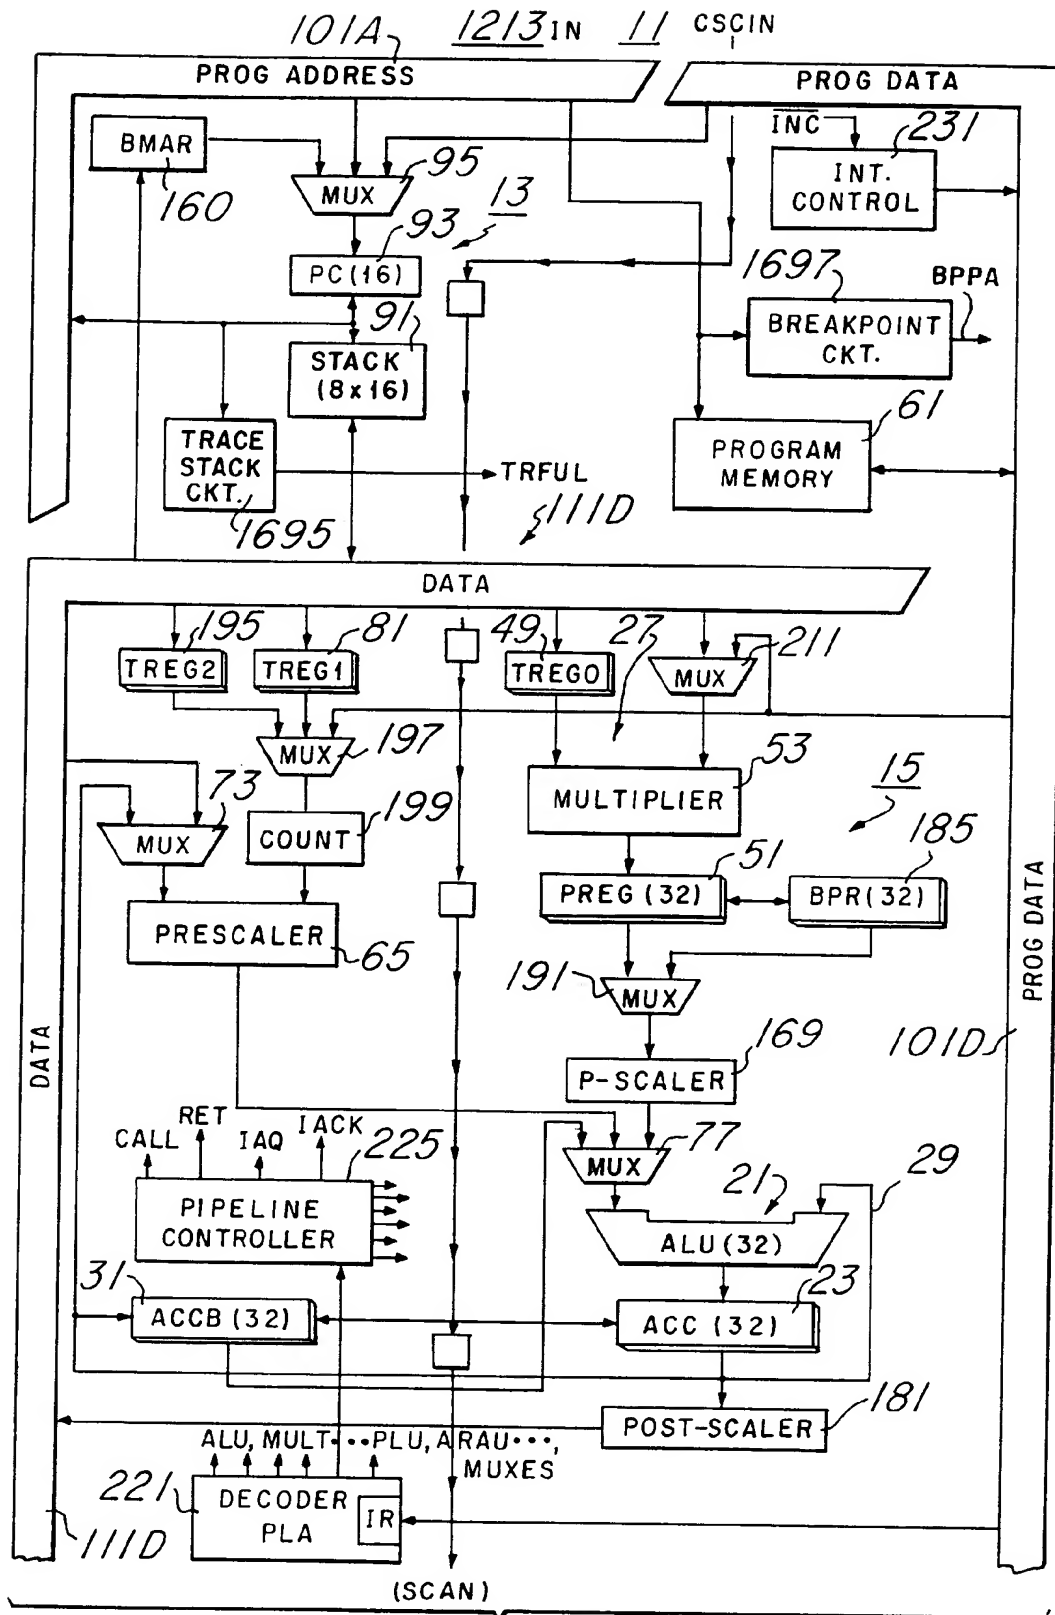 101A 1213 IN 11 CSCIN
PROG ADDRESS
PROG DATA
BMAR
160
MUX
95
13
INC
231
INT.
CONTROL
93
PC (16)
91
STACK
(8x16)
1697
BREAKPOINT
CKT.
BPPA
61
PROGRAM
MEMORY
TRACE
STACK
CKT.
1695
TRFUL
111D
DATA
195
TREG2
81
TREG1
49
TREG0
27
MUX
211
MUX
197
73
MUX
COUNT
199
MULTIPLIER
53
15
PRESCALER
65
PREG (32)
51
BPR (32)
185
191
MUX
P-SCALER
169
101D
PROG DATA
DATA
CALL
RET
IAQ
IACK
225
PIPELINE
CONTROLLER
MUX
77
21
29
ALU (32)
31
ACCB (32)
ACC (32)
23
POST-SCALER
181
ALU, MULT···PLU, ARAU···,
MUXES
221
DECODER
PLA
IR
111D
(SCAN)